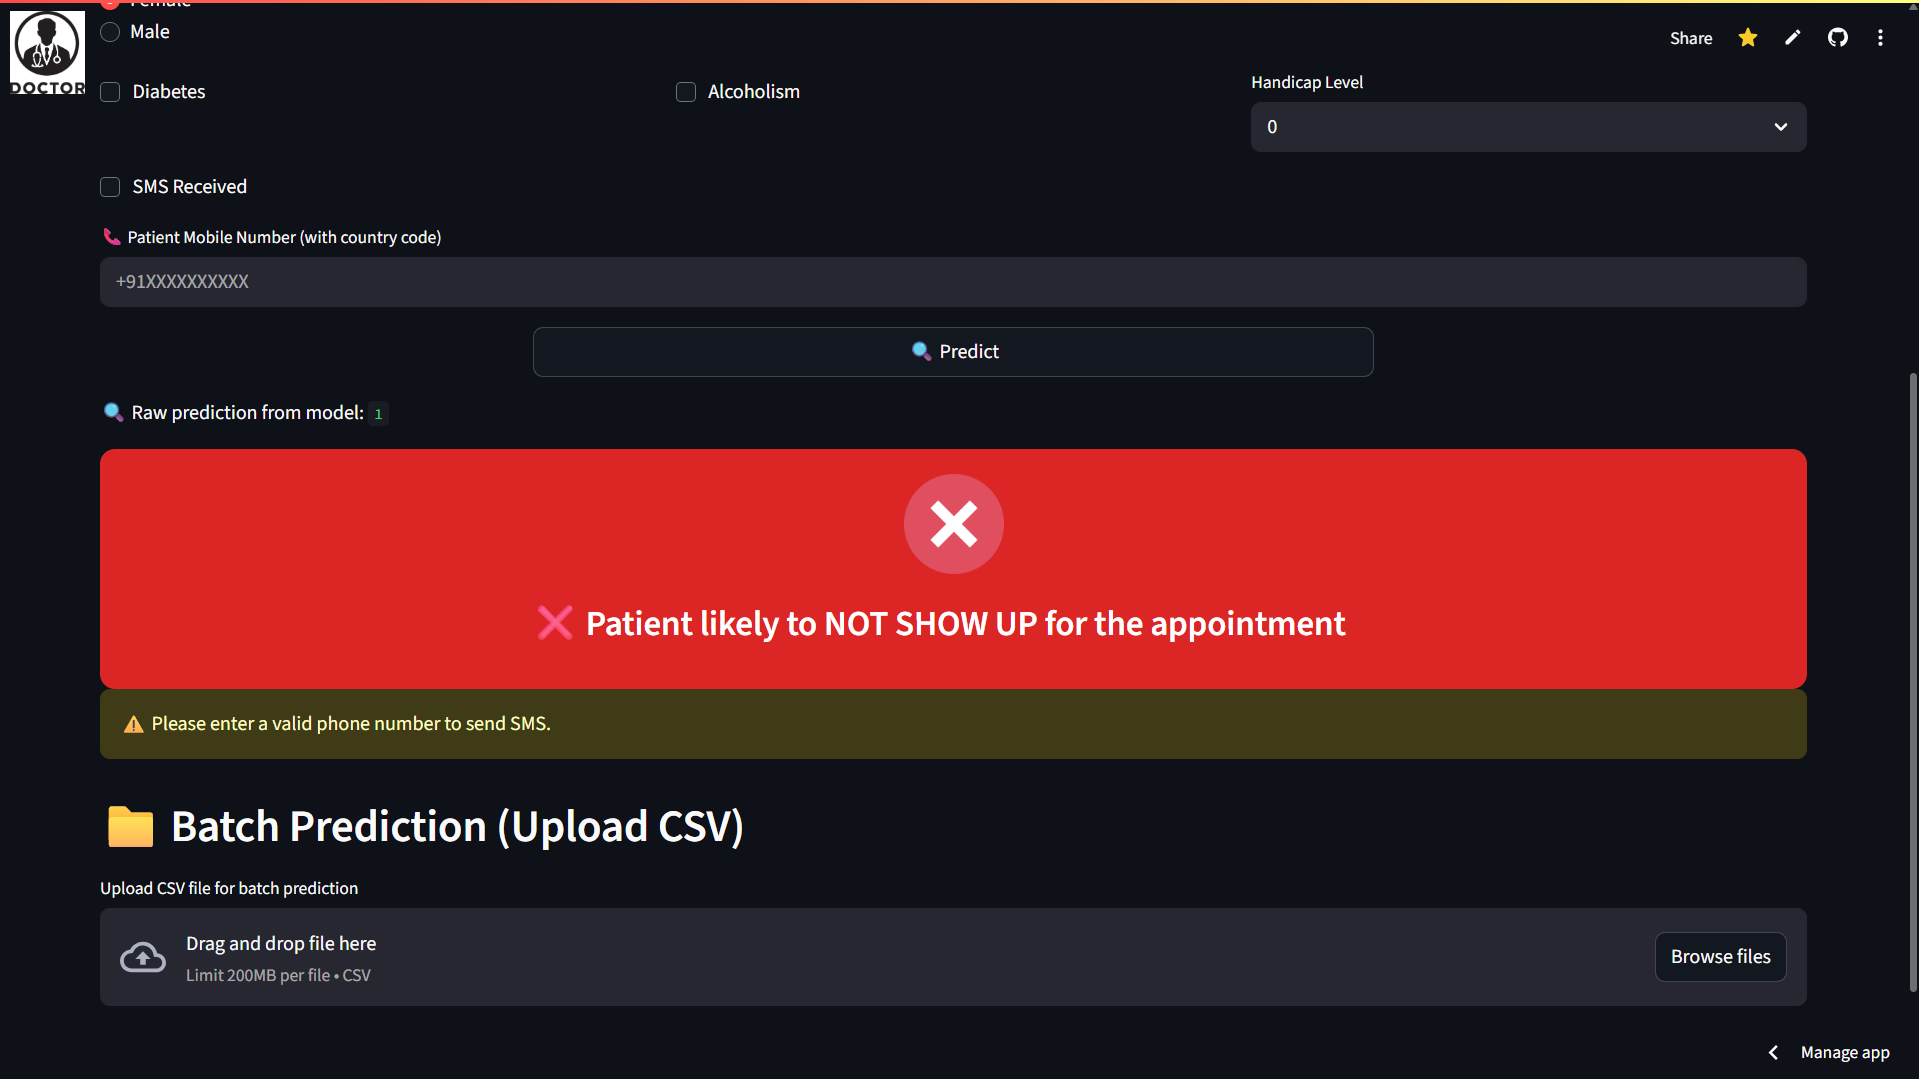 Female
DOCTOR
Male
Share
Diabetes
Alcoholism
Handicap Level
0
SMS Received
Patient Mobile Number (with country code)
+91XXXXXXXXXX
Predict
Raw prediction from model: 1
Patient likely to NOT SHOW UP for the appointment
Please enter a valid phone number to send SMS.
Batch Prediction (Upload CSV)
Upload CSV file for batch prediction
Drag and drop file here
Limit 200MB per file • CSV
Browse files
Manage app